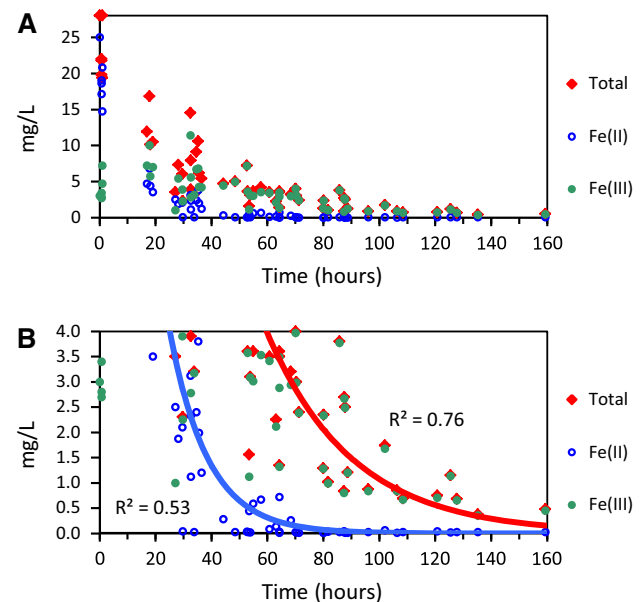 A
mg/L
25
20
15
10
5
0
0 20 40 60 80 100 120 140 160
Time (hours)
Total
Fe(II)
Fe(III)
B
mg/L
4.0
3.5
3.0
2.5
2.0
1.5
1.0
0.5
0.0
R² = 0.76
R² = 0.53
0 20 40 60 80 100 120 140 160
Time (hours)
Total
Fe(II)
Fe(III)